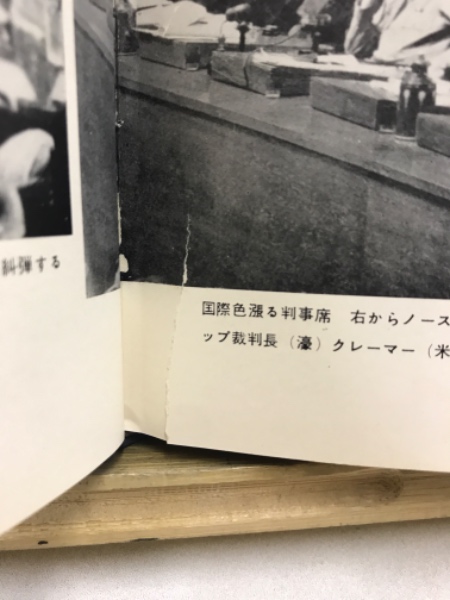 糾弾する
国際色漲る判事席　右からノース
ップ裁判長（濠）クレーマー（米